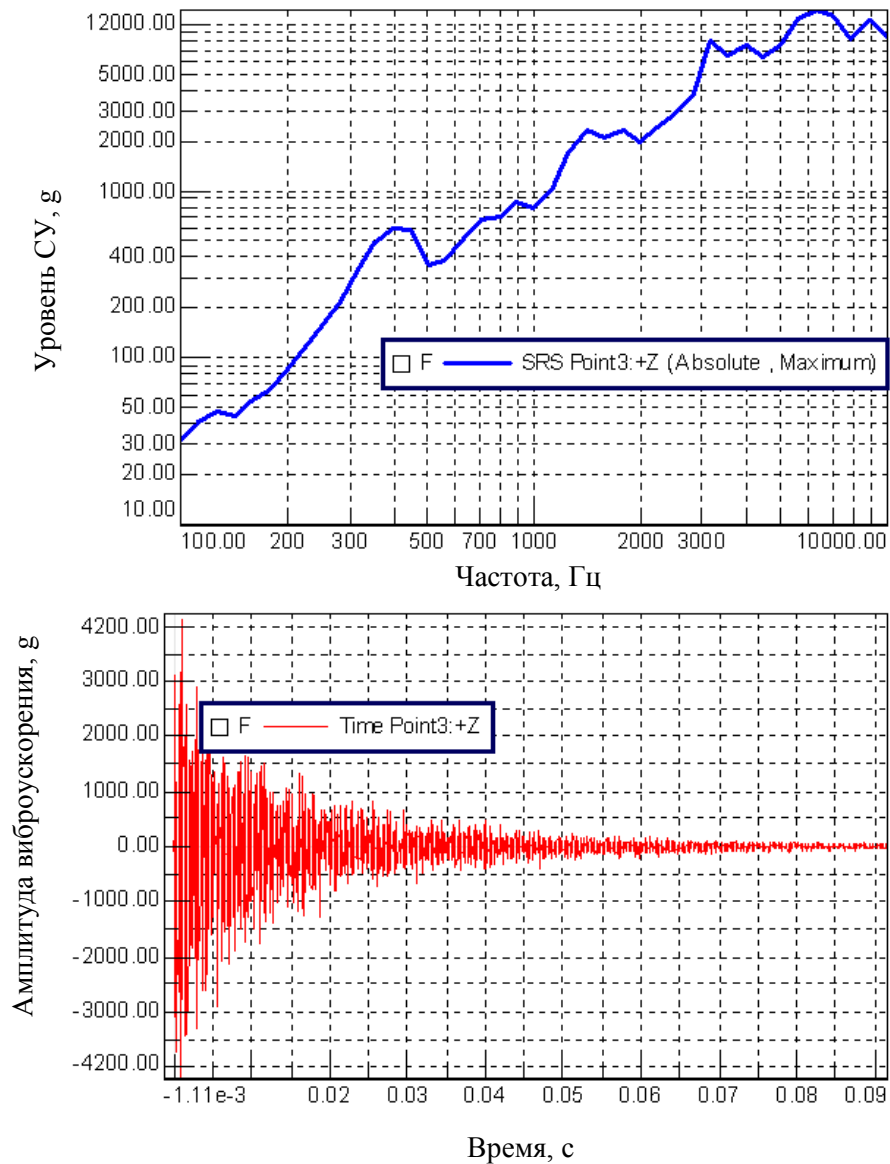 12000.00
5000.00
3000.00
2000.00
1000.00
400.00
200.00
100.00
50.00
30.00
20.00
10.00
Уровень СУ, g
F SRS Point3:+Z (Absolute , Maximum)
100.00 200 300 500 700 1000 2000 3000 10000.00
Частота, Гц
4200.00
3000.00
2000.00
1000.00
0.00
-1000.00
-2000.00
-3000.00
-4200.00
Амплитуда виброускорения, g
F Time Point3:+Z
-1.11e-3 0.02 0.03 0.04 0.05 0.06 0.07 0.08 0.09
Время, с